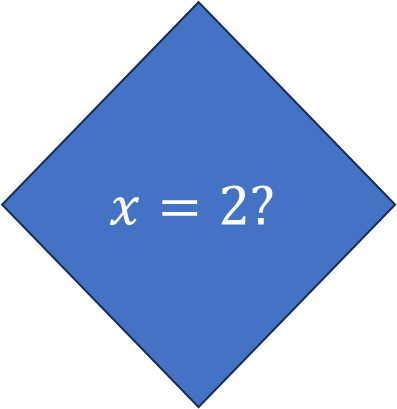 x = 2?